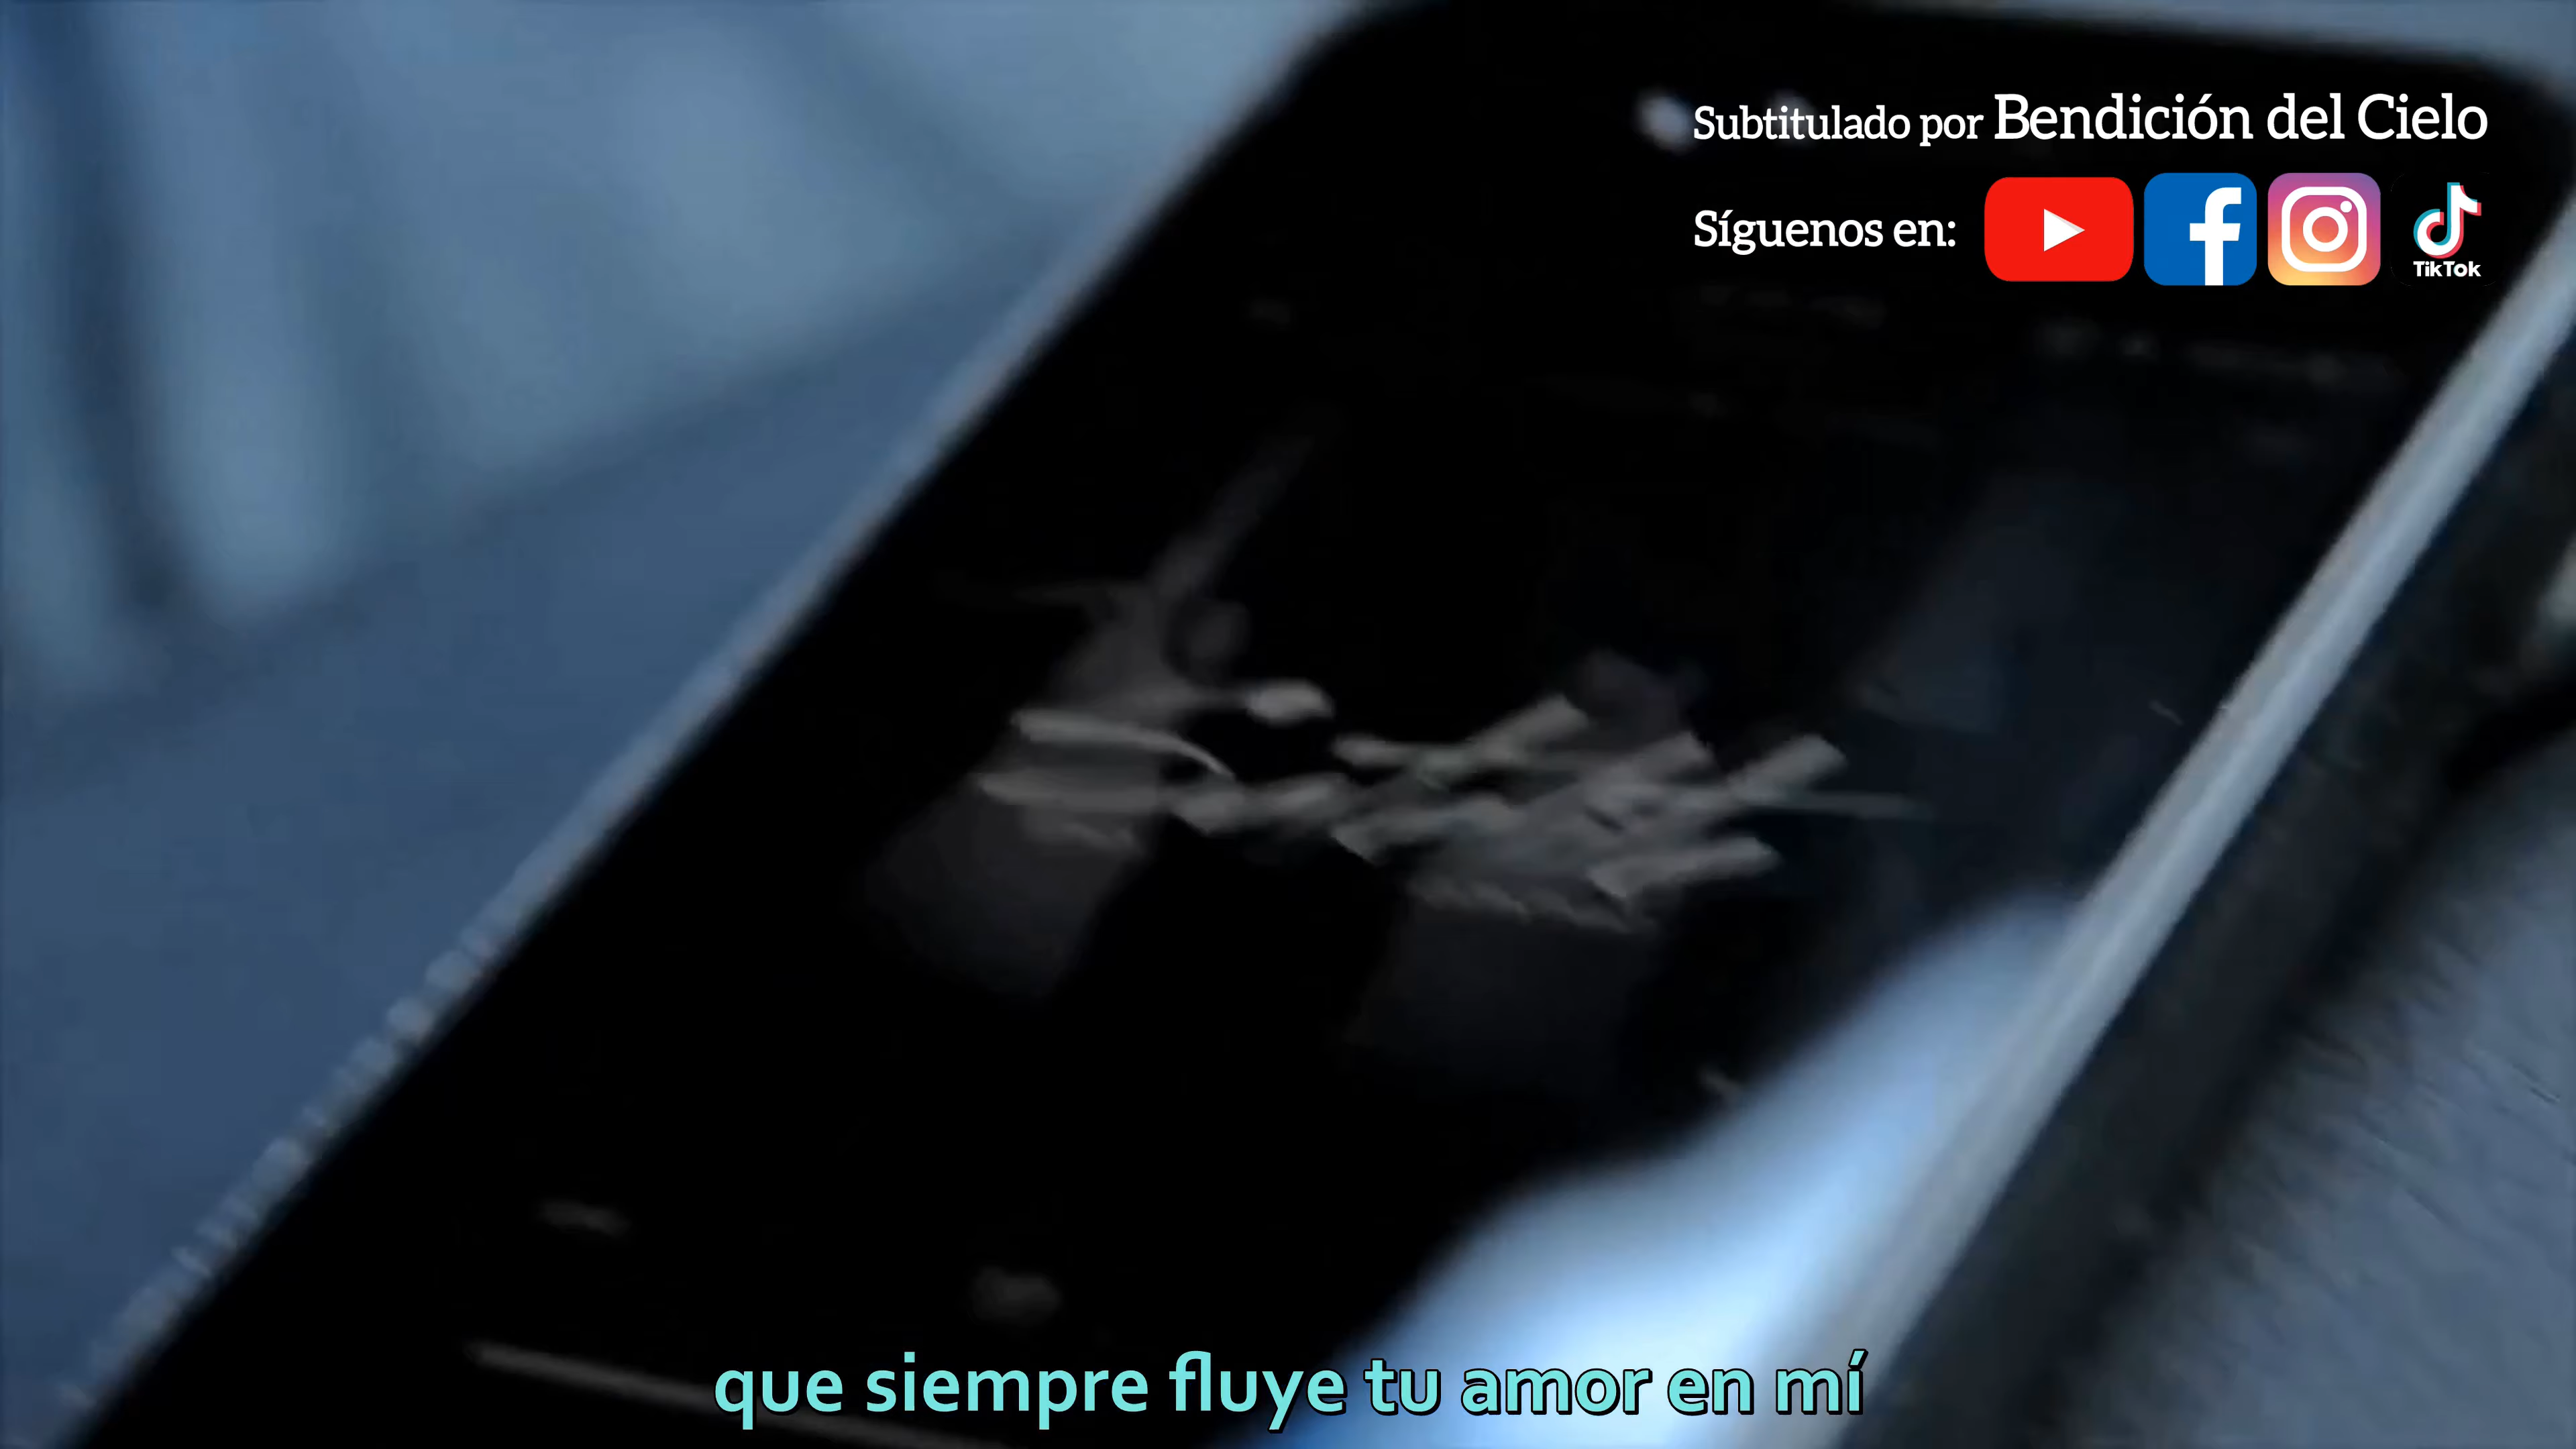 Subtitulado por Bendición del Cielo
Síguenos en:
TikTok
que siempre fluye tu amor en mí